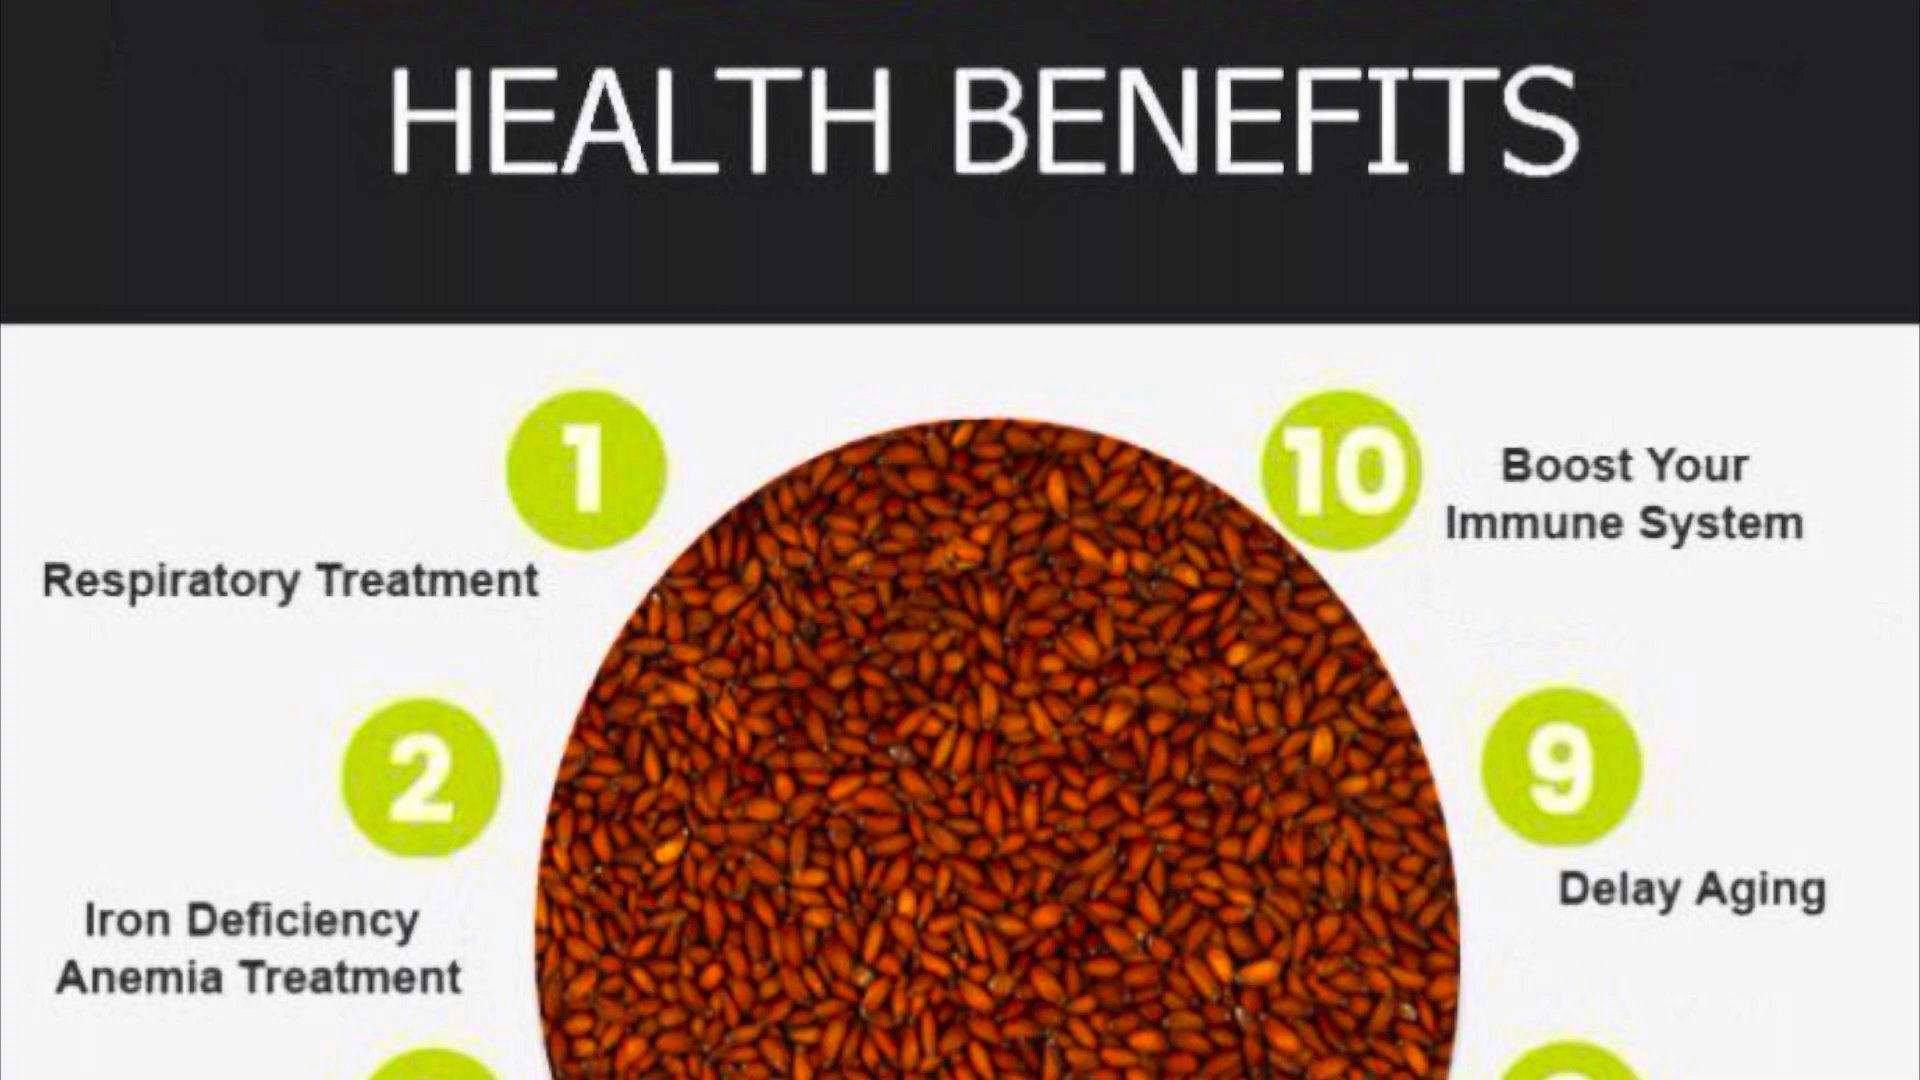 HEALTH BENEFITS
1
Respiratory Treatment
2
Iron Deficiency
Anemia Treatment
10
Boost Your
Immune System
9
Delay Aging